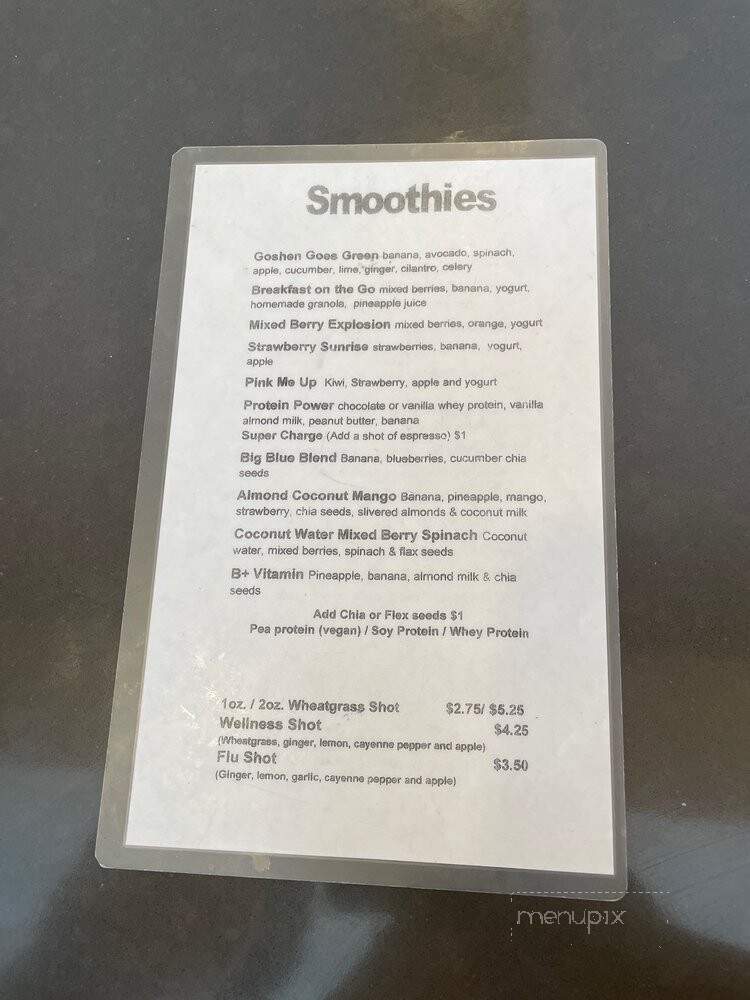 Smoothies
Goshen Goes Green banana, avocado, spinach,
apple, cucumber, lime, ginger, cilantro, celery
Breakfast on the Go mixed berries, banana, yogurt,
homemade granola, pineapple juice
Mixed Berry Explosion mixed berries, orange, yogurt
Strawberry Sunrise strawberries, banana, yogurt,
apple
Pink Me Up Kiwi, Strawberry, apple and yogurt
Protein Power chocolate or vanilla whey protein, vanilla
almond milk, peanut butter, banana
Super Charge (Add a shot of espresso) $1
Big Blue Blend Banana, blueberries, cucumber chia
seeds
Almond Coconut Mango Banana, pineapple, mango,
strawberry, chia seeds, slivered almonds & coconut milk
Coconut Water Mixed Berry Spinach Coconut
water, mixed berries, spinach & flax seeds
B+ Vitamin Pineapple, banana, almond milk & chia
seeds
Add Chia or Flex seeds $1
Pea protein (vegan) / Soy Protein / Whey Protein
1oz. / 2oz. Wheatgrass Shot $2.75/ $5.25
Wellness Shot $4.25
(Wheatgrass, ginger, lemon, cayenne pepper and apple)
Flu Shot $3.50
(Ginger, lemon, garlic, cayenne pepper and apple)
menupix